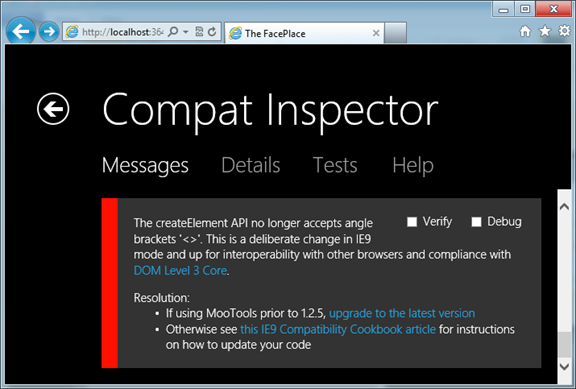 http://localhost:364
The FacePlace
Compat Inspector
Messages Details Tests Help
The createElement API no longer accepts angle
brackets '<>'. This is a deliberate change in IE9
mode and up for interoperability with other browsers and compliance with
DOM Level 3 Core.
Verify Debug
Resolution:
• If using MooTools prior to 1.2.5, upgrade to the latest version
• Otherwise see this IE9 Compatibility Cookbook article for instructions
on how to update your code